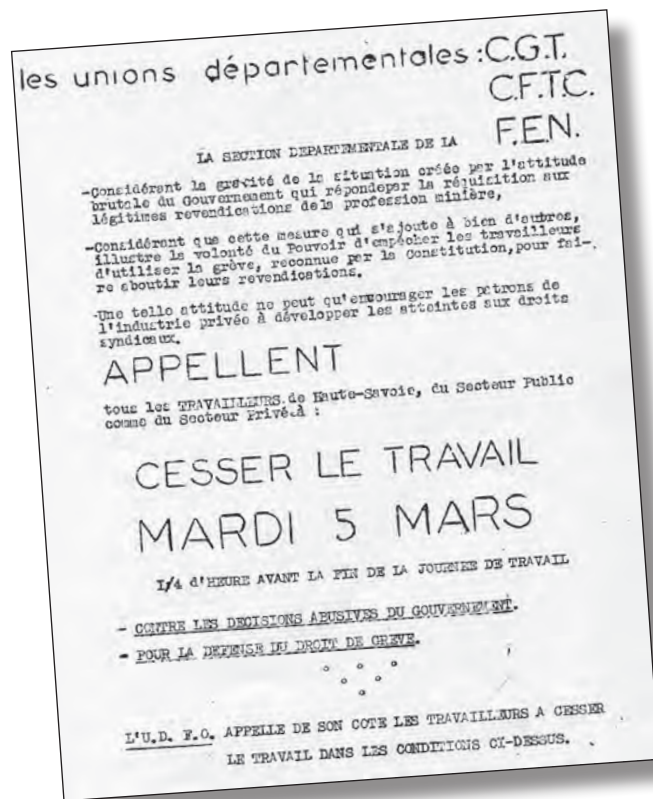 les unions départementales : C.G.T.
C.F.T.C.
F.E.N.
LA SECTION DEPARTEMENTALE DE LA
-Considérant la gravité de la situation créée par l'attitude
brutale du Gouvernement qui répondepar la réquisition aux
légitimes revendications dela profession minière,
-Considérant que cette mesure qui s'ajoute à bien d'autres,
illustre la volonté du Pouvoir d'empêcher les travailleurs
d'utiliser la grève, reconnue par la Constitution,pour fai-
re aboutir leurs revendications.
-Une telle attitude ne peut qu'encourager les patrons de
l'industrie privée à développer les atteintes aux droits
syndicaux.
APPELLENT
tous les TRAVAILLEURS de Haute-Savoie, du Secteur Public
comme du Secteur Privé.à :
CESSER LE TRAVAIL
MARDI 5 MARS
I/4 d'HEURE AVANT LA FIN DE LA JOURNEE DE TRAVAIL
- CONTRE LES DECISIONS ABUSIVES DU GOUVERNEMENT.
- POUR LA DEFENSE DU DROIT DE GREVE.
L'U.D. F.O. APPELLE DE SON COTE LES TRAVAILLEURS A CESSER
LE TRAVAIL DANS LES CONDITIONS CI-DESSUS.